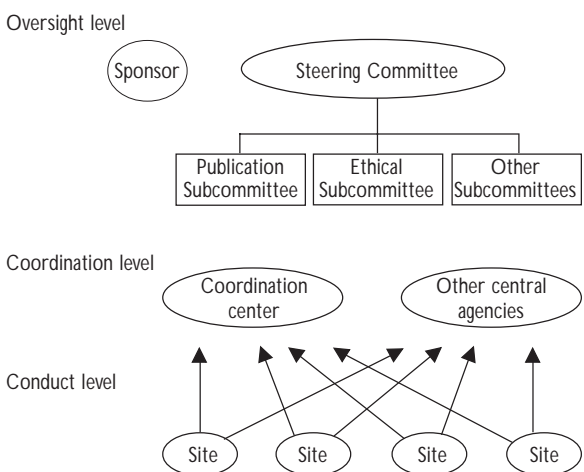 Oversight level
Sponsor
Steering Committee
Publication
Subcommittee
Ethical
Subcommittee
Other
Subcommittees
Coordination level
Coordination
center
Other central
agencies
Conduct level
Site
Site
Site
Site